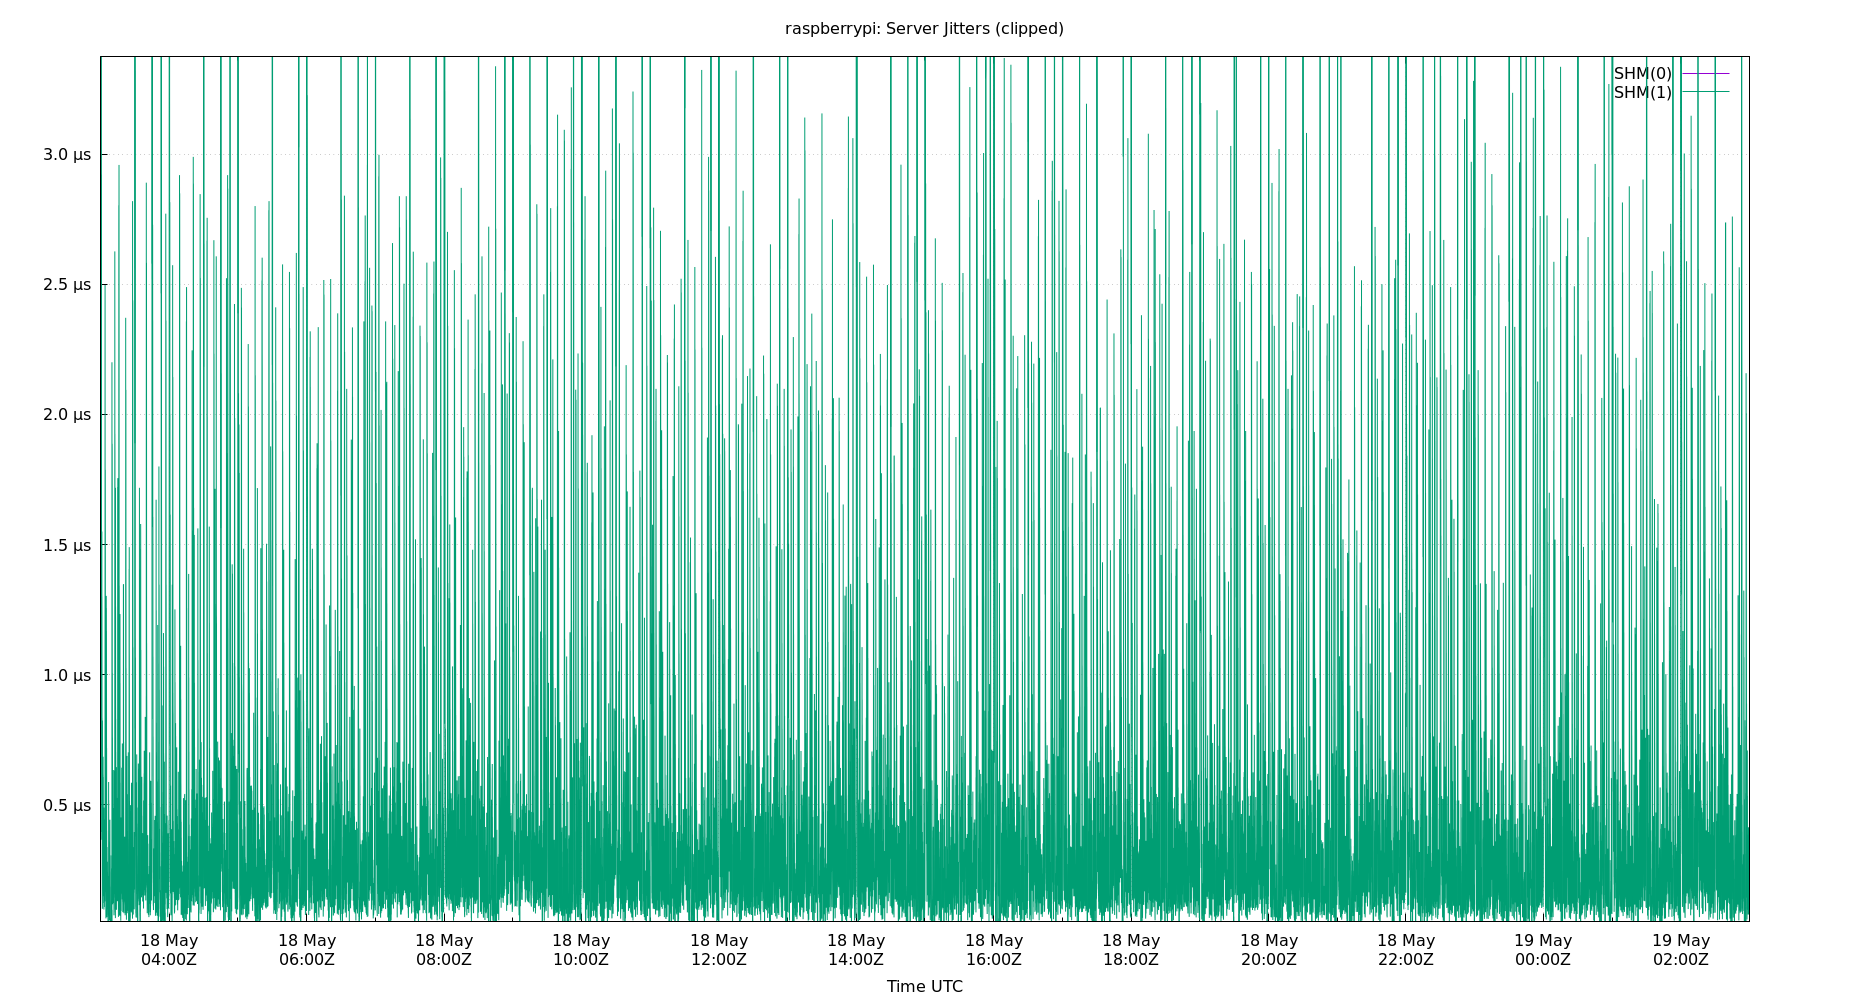 raspberrypi: Server Jitters (clipped)
SHM(0)
SHM(1)
3.0 µs
2.5 µs
2.0 µs
1.5 µs
1.0 µs
0.5 µs
18 May 18 May 18 May 18 May 18 May 18 May 18 May 18 May 18 May 18 May 19 May 19 May
04:00Z 06:00Z 08:00Z 10:00Z 12:00Z 14:00Z 16:00Z 18:00Z 20:00Z 22:00Z 00:00Z 02:00Z
Time UTC